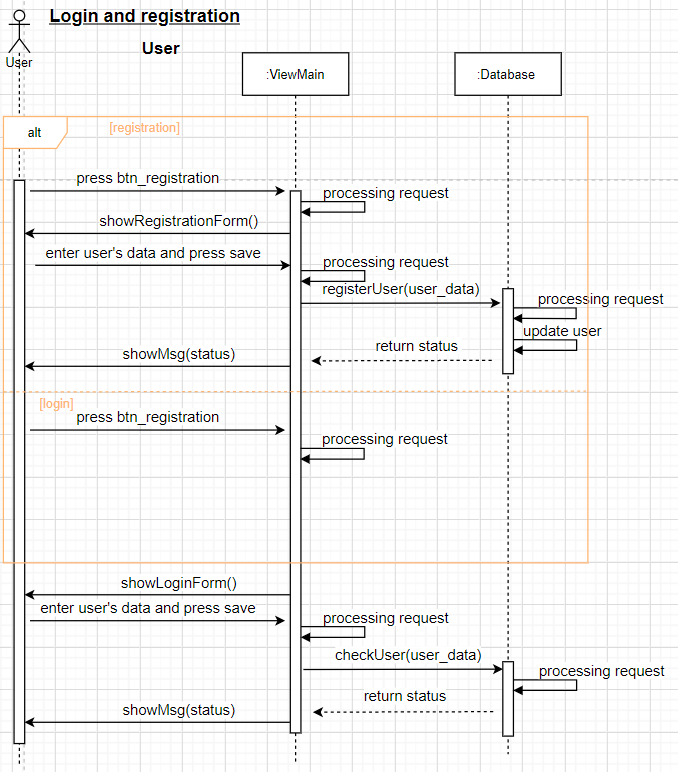 Login and registration
User
User
:ViewMain
:Database
alt
[registration]
press btn_registration
processing request
showRegistrationForm()
enter user's data and press save
processing request
registerUser(user_data)
processing request
update user
return status
showMsg(status)
[login]
press btn_registration
processing request
showLoginForm()
enter user's data and press save
processing request
checkUser(user_data)
processing request
return status
showMsg(status)